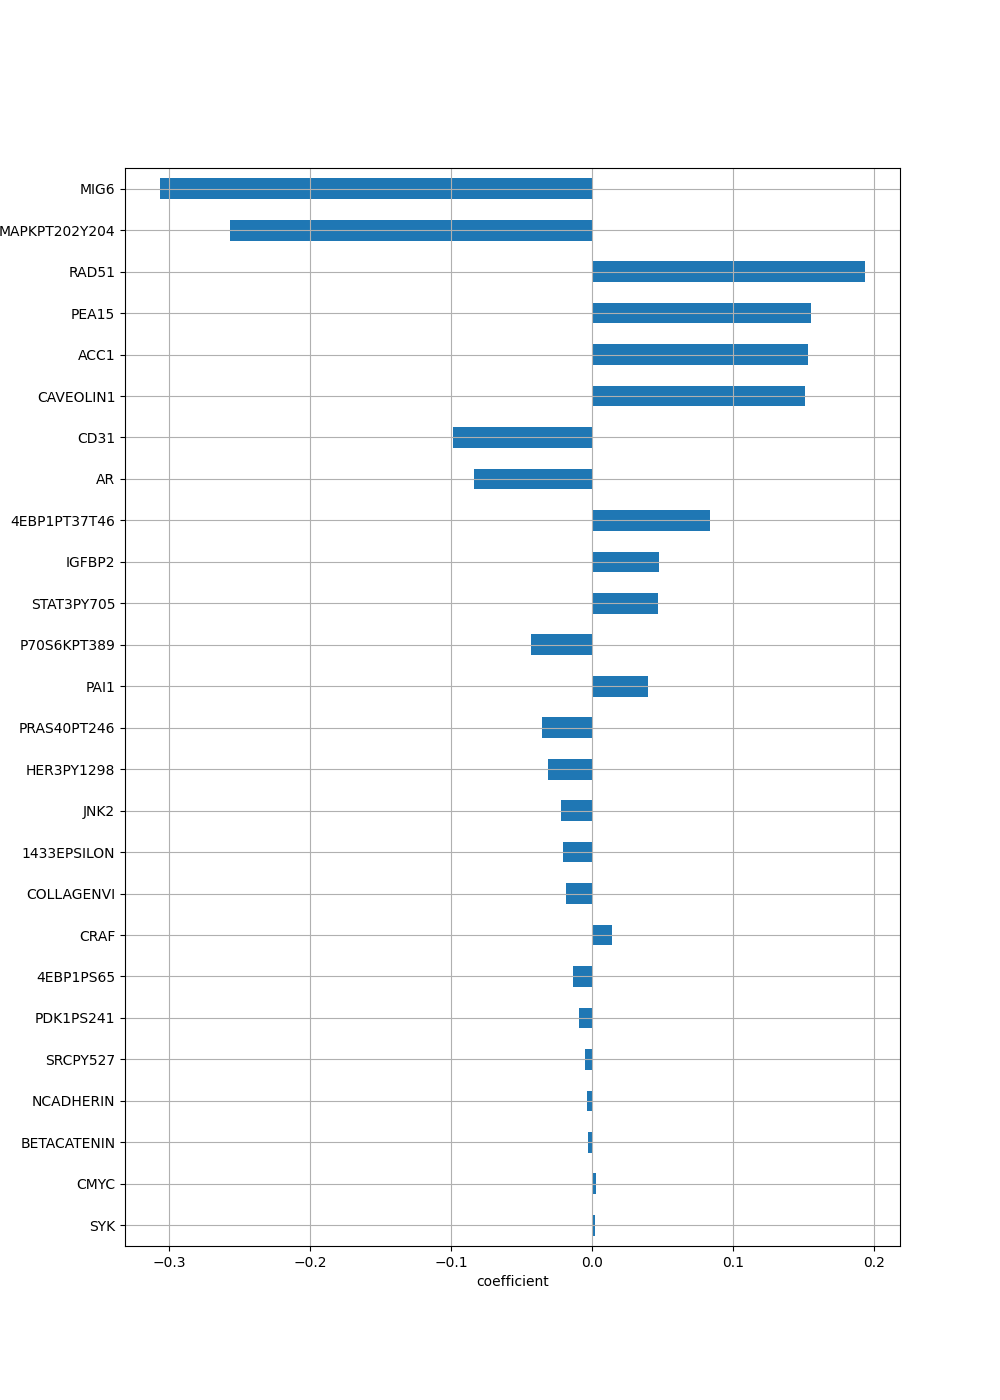 MIG6
MAPKPT202Y204
RAD51
PEA15
ACC1
CAVEOLIN1
CD31
AR
4EBP1PT37T46
IGFBP2
STAT3PY705
P70S6KPT389
PAI1
PRAS40PT246
HER3PY1298
JNK2
1433EPSILON
COLLAGENVI
CRAF
4EBP1PS65
PDK1PS241
SRCPY527
NCADHERIN
BETACATENIN
CMYC
SYK
−0.3 −0.2 −0.1 0.0 0.1 0.2
coefficient